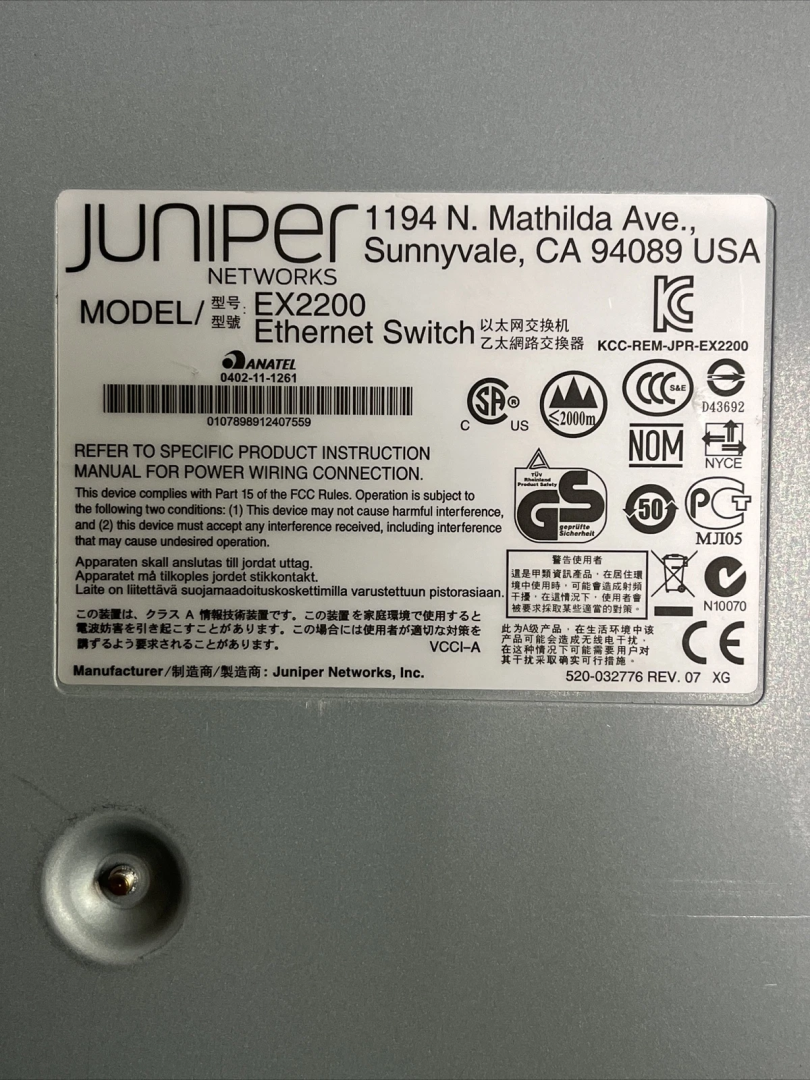 JUNIPER
NETWORKS
1194 N. Mathilda Ave.,
Sunnyvale, CA 94089 USA
MODEL/ 型号: EX2200
型號
Ethernet Switch 以太网交换机
乙太網路交換器
KCC-REM-JPR-EX2200
ANATEL
0402-11-1261
0107898912407559
SA®
C US
≤2000m
CCC S&E
D43692
NOM
NYCE
REFER TO SPECIFIC PRODUCT INSTRUCTION
MANUAL FOR POWER WIRING CONNECTION.
This device complies with Part 15 of the FCC Rules. Operation is subject to
the following two conditions: (1) This device may not cause harmful interference,
and (2) this device must accept any interference received, including interference
that may cause undesired operation.
TÜV
Rheinland
Product Safety
GS
geprüfte
Sicherheit
50
PCT
MJI05
Apparaten skall anslutas till jordat uttag.
Apparatet må tilkoples jordet stikkontakt.
Laite on liitettävä suojamaadoituskoskettimilla varustettuun pistorasiaan.
警告使用者
這是甲類資訊產品，在居住環
境中使用時，可能會造成射頻
干擾，在這情況下，使用者會
被要求採取某些適當的對策。
N10070
この装置は、クラス A 情報技術装置です。この装置を家庭環境で使用すると
電波妨害を引き起こすことがあります。この場合には使用者が適切な対策を
講ずるよう要求されることがあります。 VCCI-A
此为A级产品，在生活环境中该
产品可能会造成无线电干扰，
在这种情况下可能需要用户对
其干扰采取确实可行措施。
CE
Manufacturer/制造商/製造商: Juniper Networks, Inc.
520-032776 REV. 07 XG